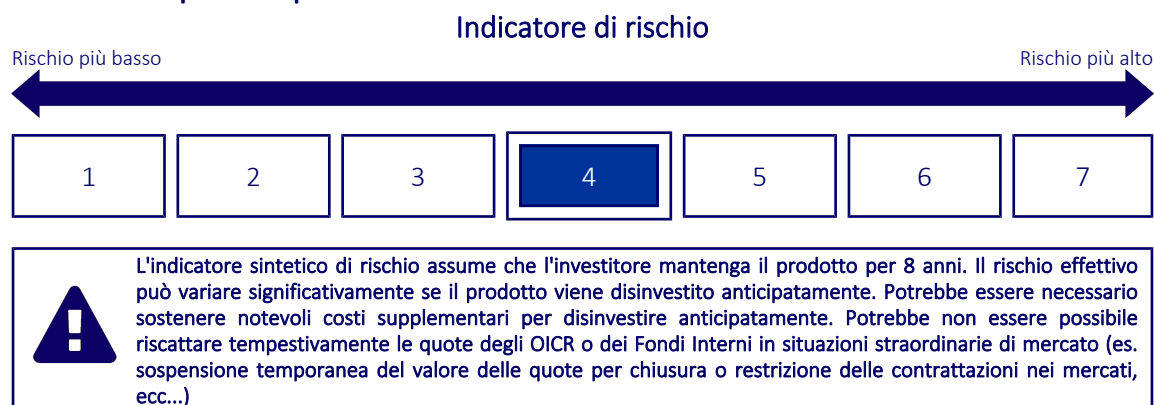 Indicatore di rischio
Rischio più basso
Rischio più alto
1
2
3
4
5
6
7
L'indicatore sintetico di rischio assume che l'investitore mantenga il prodotto per 8 anni. Il rischio effettivo
può variare significativamente se il prodotto viene disinvestito anticipatamente. Potrebbe essere necessario
sostenere notevoli costi supplementari per disinvestire anticipatamente. Potrebbe non essere possibile
riscattare tempestivamente le quote degli OICR o dei Fondi Interni in situazioni straordinarie di mercato (es.
sospensione temporanea del valore delle quote per chiusura o restrizione delle contrattazioni nei mercati,
ecc...)